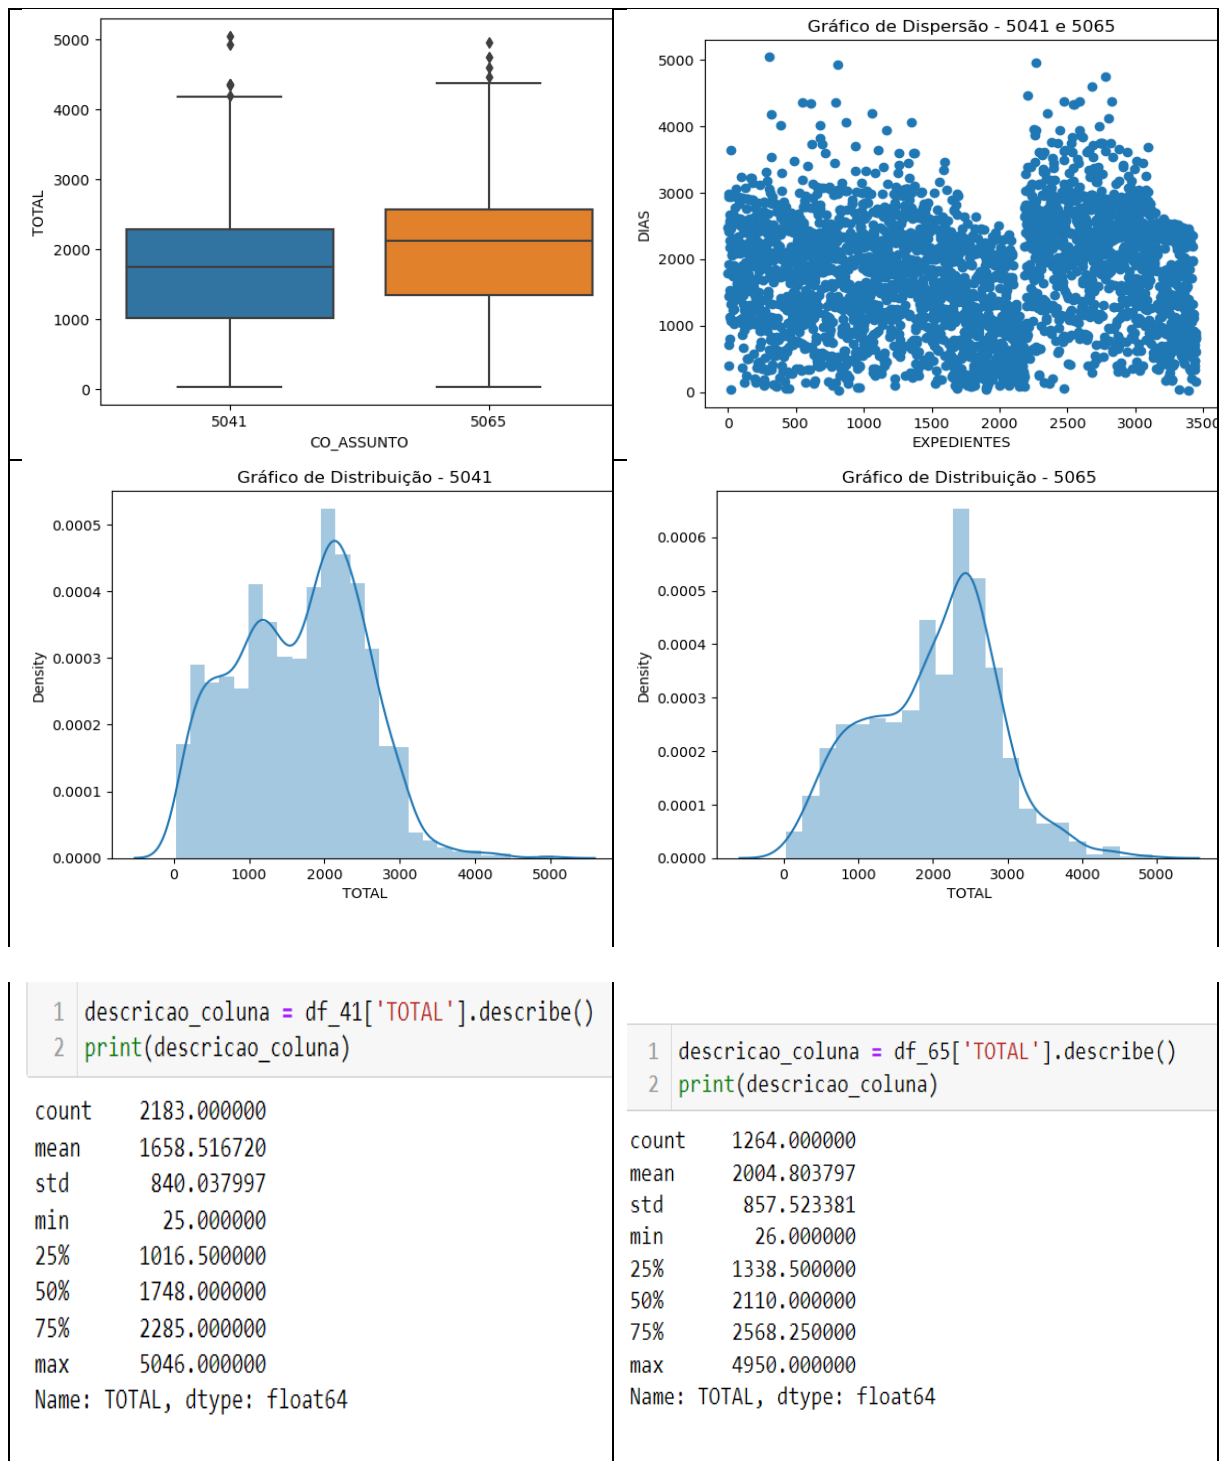 5000
4000
3000
2000
1000
0
TOTAL
5041
5065
CO_ASSUNTO
Gráfico de Dispersão - 5041 e 5065
5000
4000
3000
2000
1000
0
DIAS
0 500 1000 1500 2000 2500 3000 3500
EXPEDIENTES
Gráfico de Distribuição - 5041
0.0005
0.0004
0.0003
0.0002
0.0001
0.0000
Density
0 1000 2000 3000 4000 5000
TOTAL
Gráfico de Distribuição - 5065
0.0006
0.0005
0.0004
0.0003
0.0002
0.0001
0.0000
Density
0 1000 2000 3000 4000 5000
TOTAL
1 descricao_coluna = df_41['TOTAL'].describe()
2 print(descricao_coluna)
count 2183.000000
mean 1658.516720
std 840.037997
min 25.000000
25% 1016.500000
50% 1748.000000
75% 2285.000000
max 5046.000000
Name: TOTAL, dtype: float64
1 descricao_coluna = df_65['TOTAL'].describe()
2 print(descricao_coluna)
count 1264.000000
mean 2004.803797
std 857.523381
min 26.000000
25% 1338.500000
50% 2110.000000
75% 2568.250000
max 4950.000000
Name: TOTAL, dtype: float64